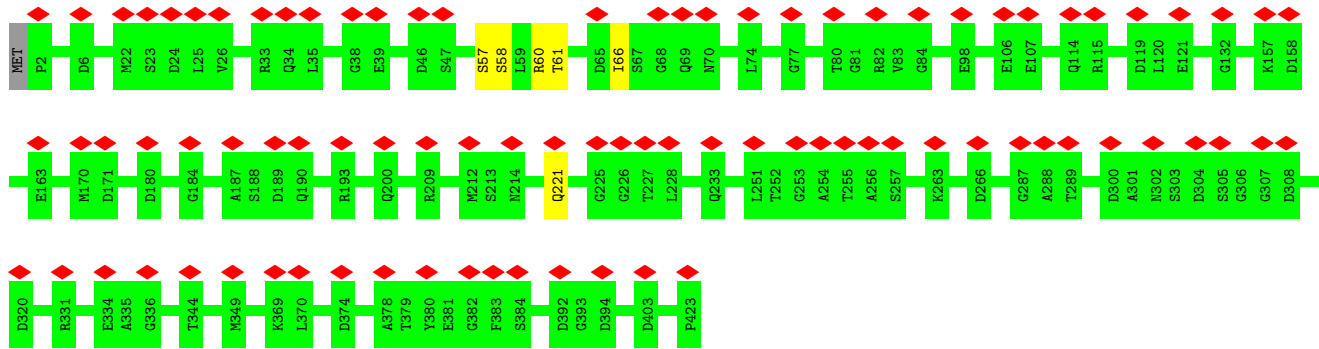 MET P2 D6 M22 S23 D24 L25 V26 R33 Q34 L35 G38 E39 D46 S47 S57 S58 L59 R60 T61 D65 I66 S67 G68 Q69 N70 L74 G77 T80 G81 R82 V83 G84 E98 E106 E107 Q114 R115 D119 L120 E121 G132 K157 D158
E163 M170 D171 D180 G184 A187 S188 D189 Q190 R193 Q200 R209 M212 S213 N214 Q221 G225 G226 T227 L228 Q233 L251 T252 G253 A254 T255 A256 S257 K263 D266 G287 A288 T289 D300 A301 N302 S303 D304 S305 G306 G307 D308
D320 R331 E334 A335 G336 T344 M349 K369 L370 D374 A378 T379 Y380 E381 G382 F383 S384 D392 G393 D394 D403 P423